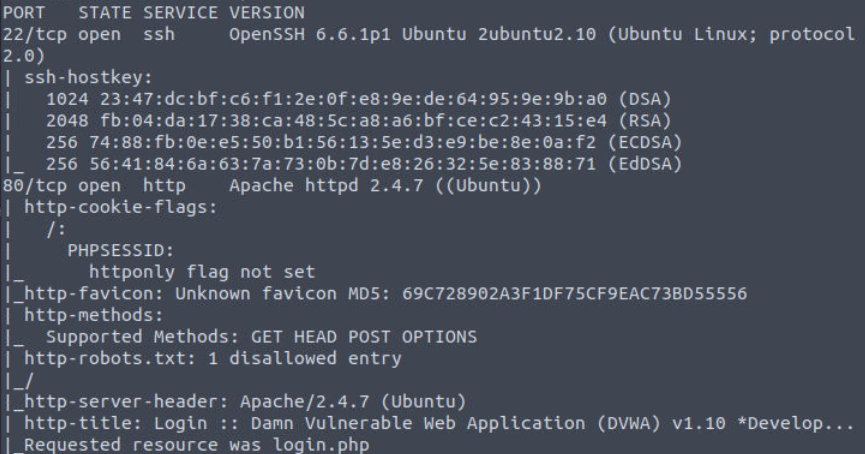 PORT   STATE SERVICE VERSION
22/tcp open  ssh     OpenSSH 6.6.1p1 Ubuntu 2ubuntu2.10 (Ubuntu Linux; protocol
2.0)
| ssh-hostkey:
|   1024 23:47:dc:bf:c6:f1:2e:0f:e8:9e:de:64:95:9e:9b:a0 (DSA)
|   2048 fb:04:da:17:38:ca:48:5c:a8:a6:bf:ce:c2:43:15:e4 (RSA)
|   256 74:88:fb:0e:e5:50:b1:56:13:5e:d3:e9:be:8e:0a:f2 (ECDSA)
|_  256 56:41:84:6a:63:7a:73:0b:7d:e8:26:32:5e:83:88:71 (EdDSA)
80/tcp open  http    Apache httpd 2.4.7 ((Ubuntu))
| http-cookie-flags:
|   /:
|     PHPSESSID:
|_      httponly flag not set
|_http-favicon: Unknown favicon MD5: 69C728902A3F1DF75CF9EAC73BD55556
| http-methods:
|_  Supported Methods: GET HEAD POST OPTIONS
| http-robots.txt: 1 disallowed entry
|_/
|_http-server-header: Apache/2.4.7 (Ubuntu)
| http-title: Login :: Damn Vulnerable Web Application (DVWA) v1.10 *Develop...
|_Requested resource was login.php